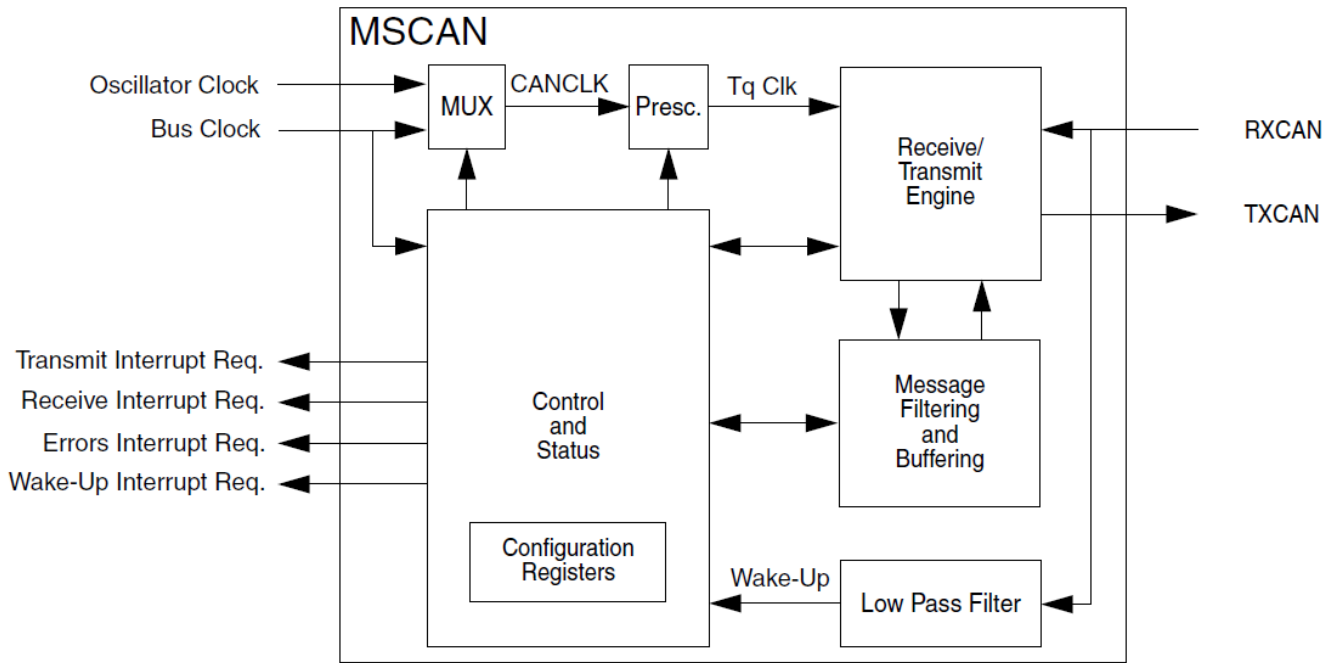 MSCAN
Oscillator Clock
Bus Clock
MUX
CANCLK
Presc.
Tq Clk
Receive/
Transmit
Engine
RXCAN
TXCAN
Transmit Interrupt Req.
Receive Interrupt Req.
Errors Interrupt Req.
Wake-Up Interrupt Req.
Control
and
Status
Message
Filtering
and
Buffering
Configuration
Registers
Wake-Up
Low Pass Filter